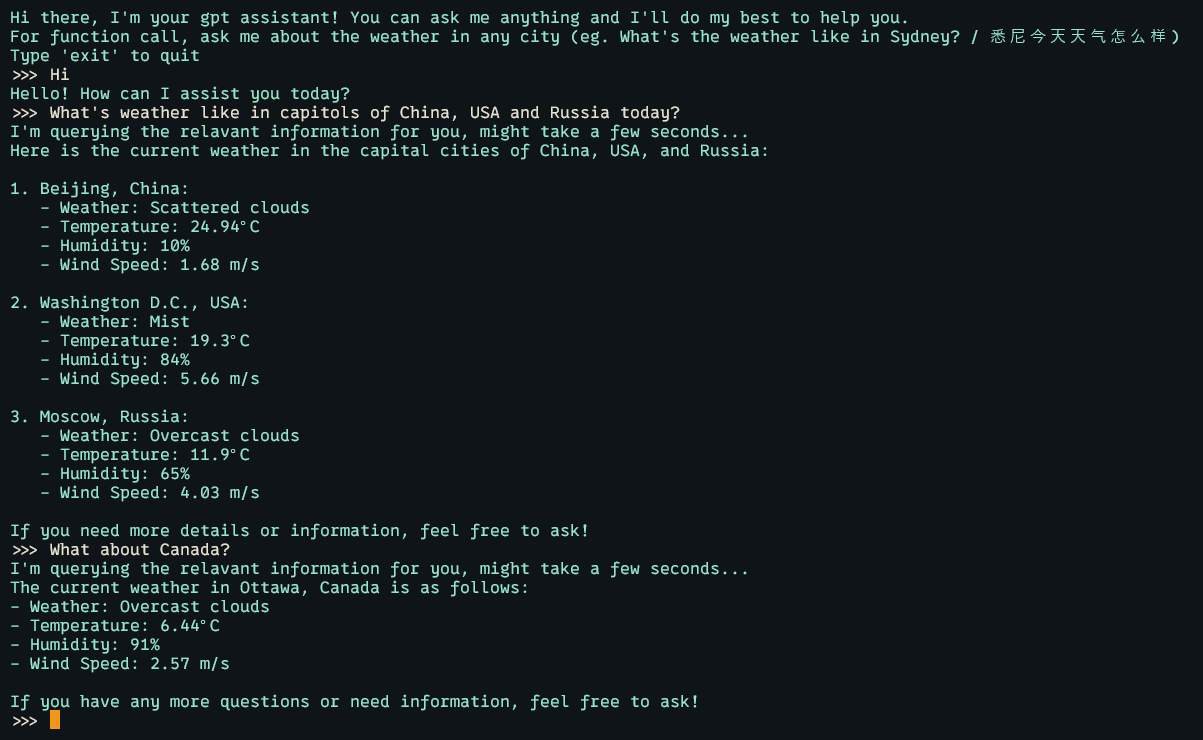 Hi there, I'm your gpt assistant! You can ask me anything and I'll do my best to help you.
For function call, ask me about the weather in any city (eg. What's the weather like in Sydney? / 悉尼今天天气怎么样)
Type 'exit' to quit
>>> Hi
Hello! How can I assist you today?
>>> What's weather like in capitols of China, USA and Russia today?
I'm querying the relavant information for you, might take a few seconds...
Here is the current weather in the capital cities of China, USA, and Russia:

1. Beijing, China:
   - Weather: Scattered clouds
   - Temperature: 24.94°C
   - Humidity: 10%
   - Wind Speed: 1.68 m/s

2. Washington D.C., USA:
   - Weather: Mist
   - Temperature: 19.3°C
   - Humidity: 84%
   - Wind Speed: 5.66 m/s

3. Moscow, Russia:
   - Weather: Overcast clouds
   - Temperature: 11.9°C
   - Humidity: 65%
   - Wind Speed: 4.03 m/s

If you need more details or information, feel free to ask!
>>> What about Canada?
I'm querying the relavant information for you, might take a few seconds...
The current weather in Ottawa, Canada is as follows:
- Weather: Overcast clouds
- Temperature: 6.44°C
- Humidity: 91%
- Wind Speed: 2.57 m/s

If you have any more questions or need information, feel free to ask!
>>>